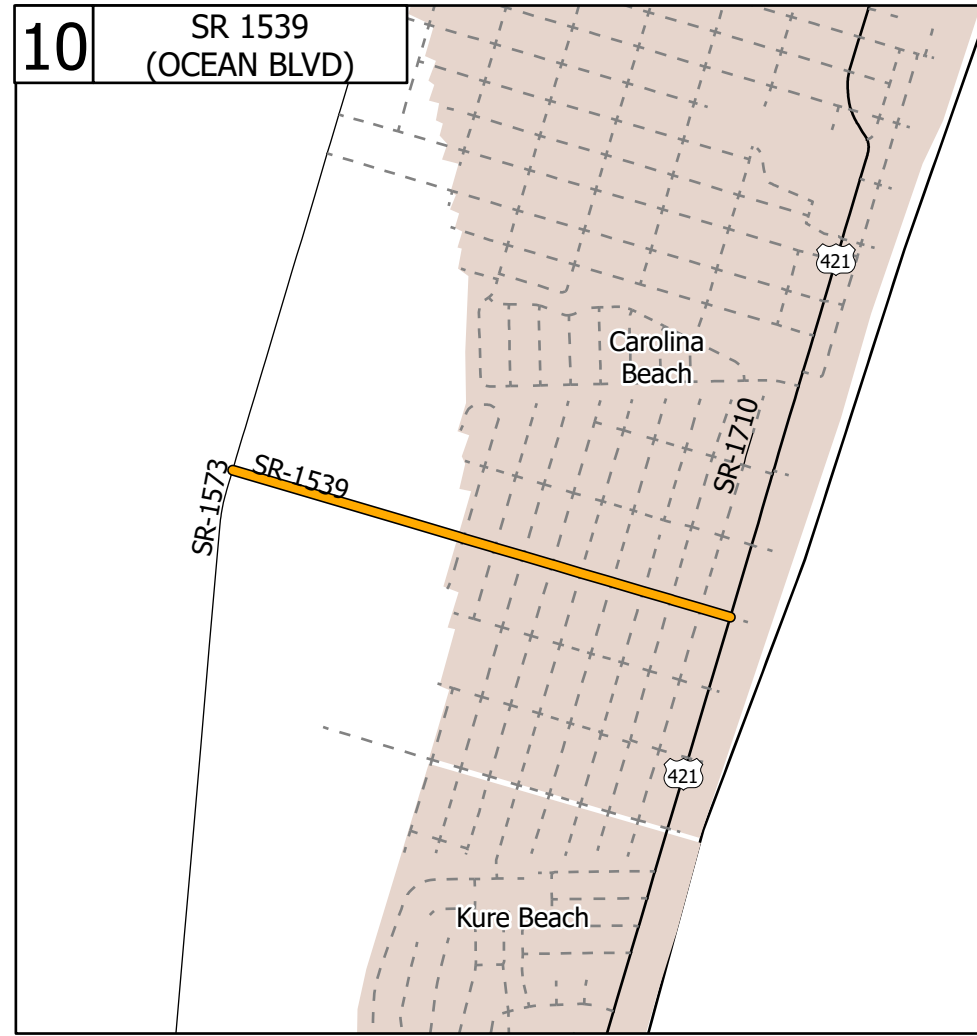 10
SR 1539
(OCEAN BLVD)
421
Carolina
Beach
SR-1710
SR-1539
SR-1573
421
Kure Beach